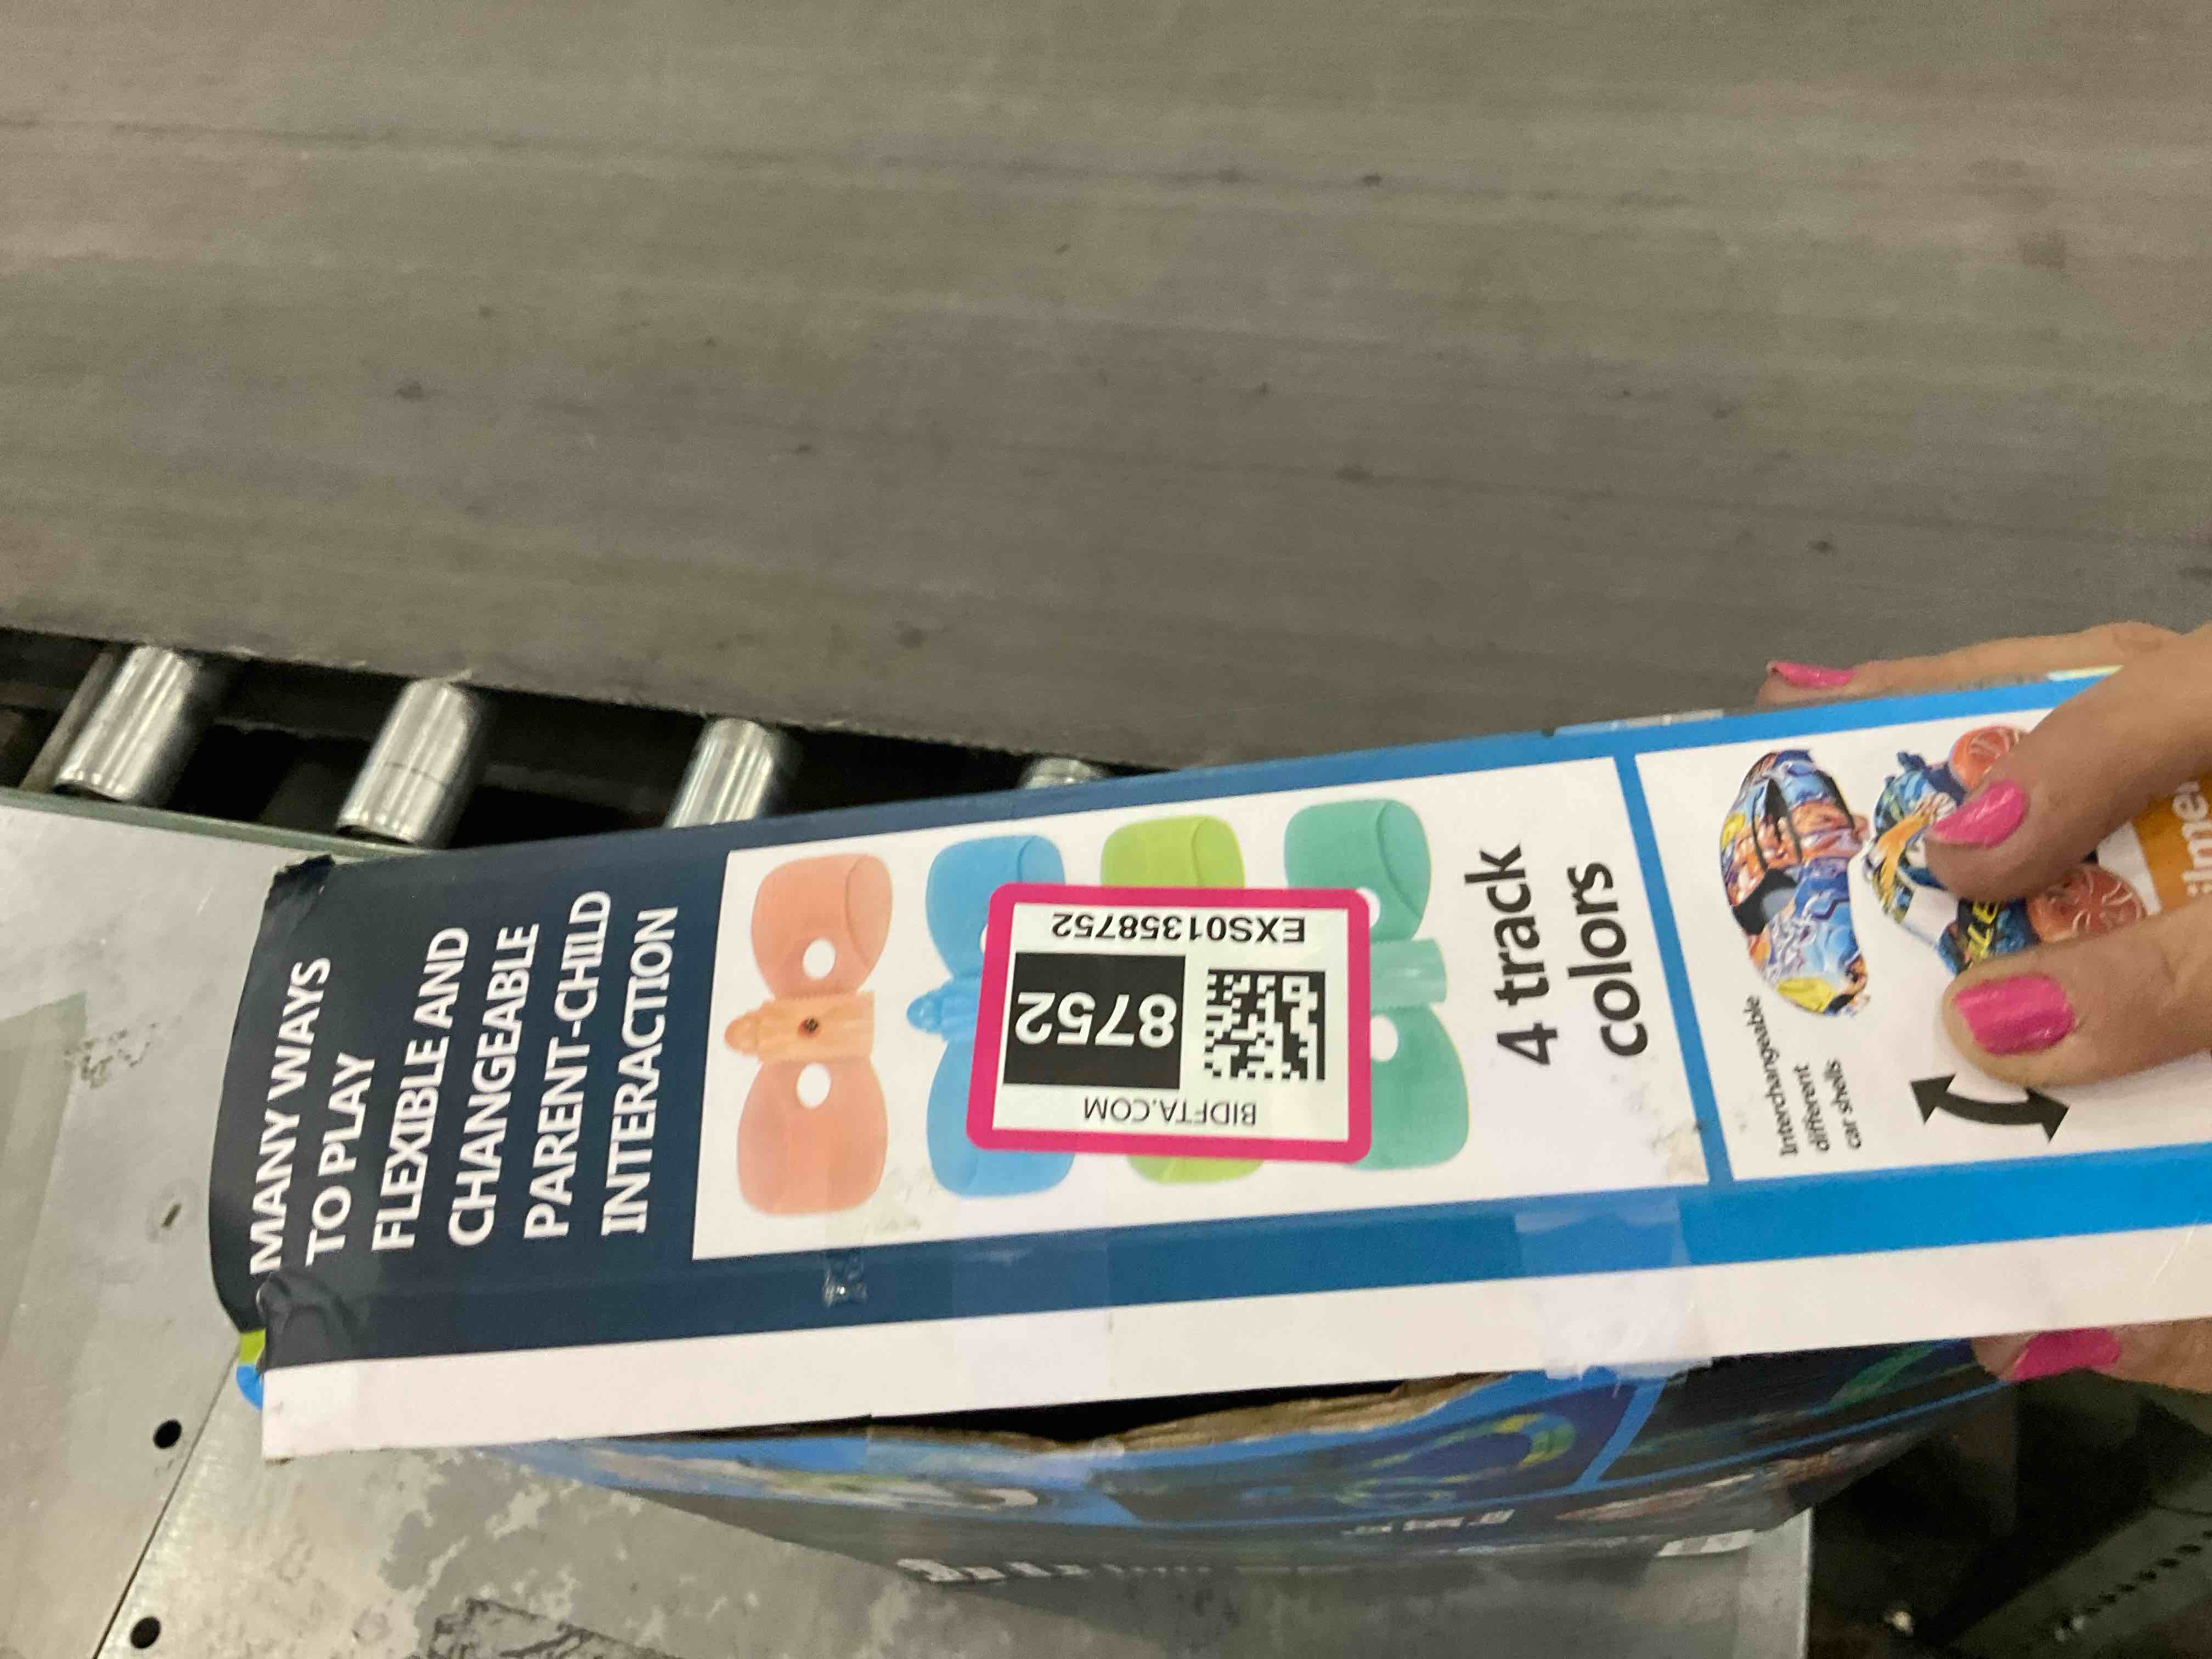 MANY WAYS
TO PLAY
FLEXIBLE AND
CHANGEABLE
PARENT-CHILD
INTERACTION
4 track
colors
BIDFTA.COM
8752
EXS01358752
Interchangeable
different
car shells